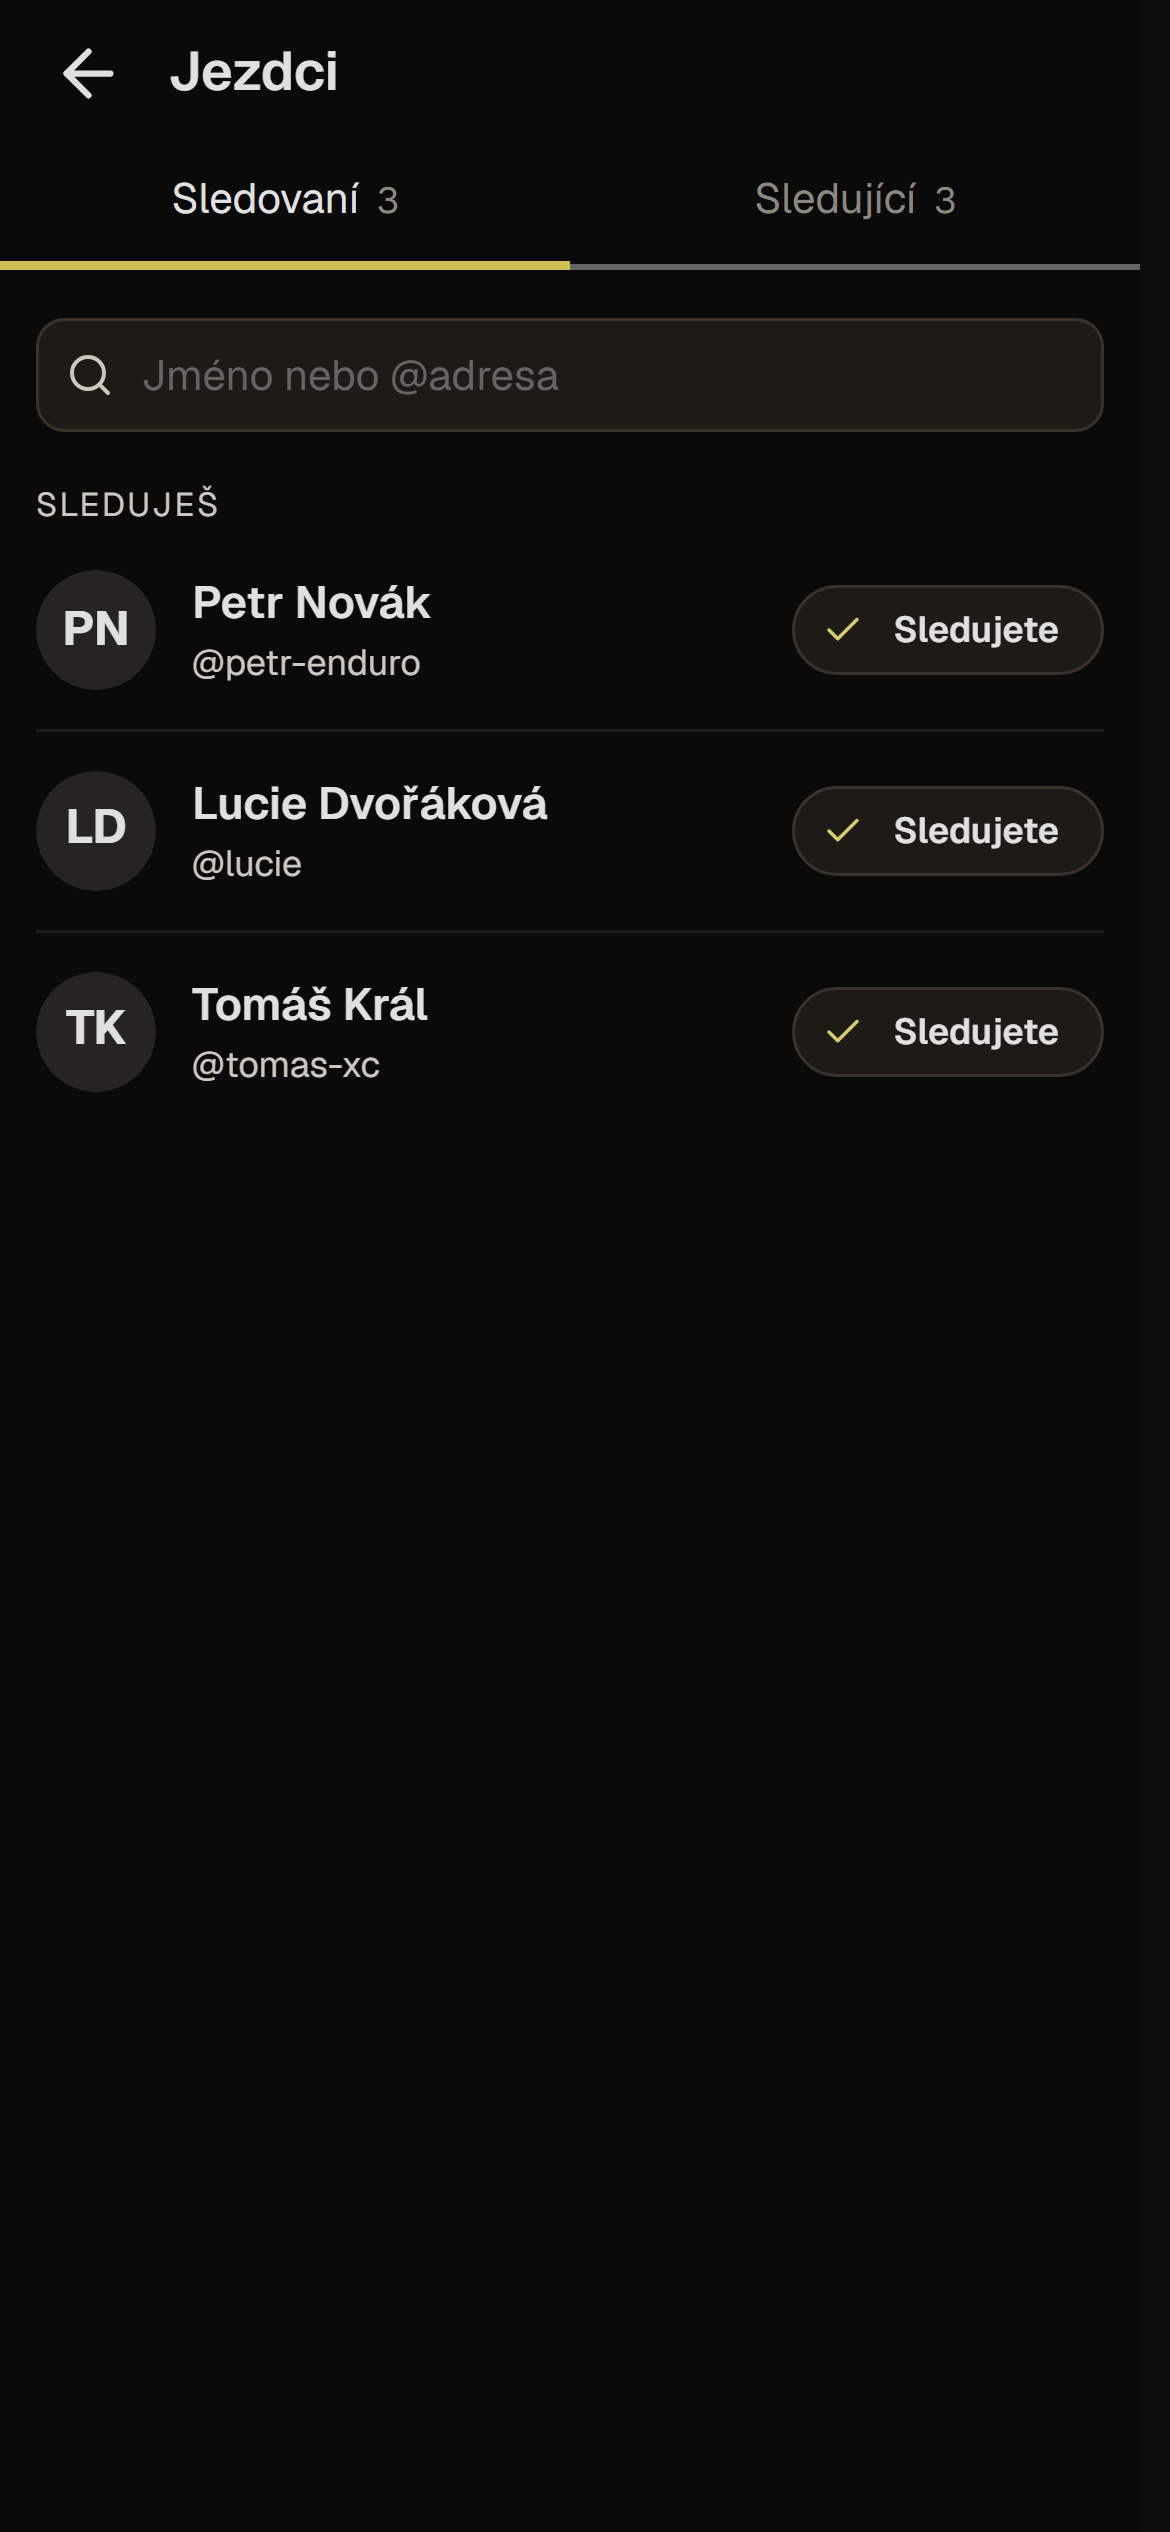 Jezdci
Sledovaní 3
Sledující 3
Jméno nebo @adresa
SLEDUJEŠ
PN
Petr Novák
@petr-enduro
Sledujete
LD
Lucie Dvořáková
@lucie
Sledujete
TK
Tomáš Král
@tomas-xc
Sledujete